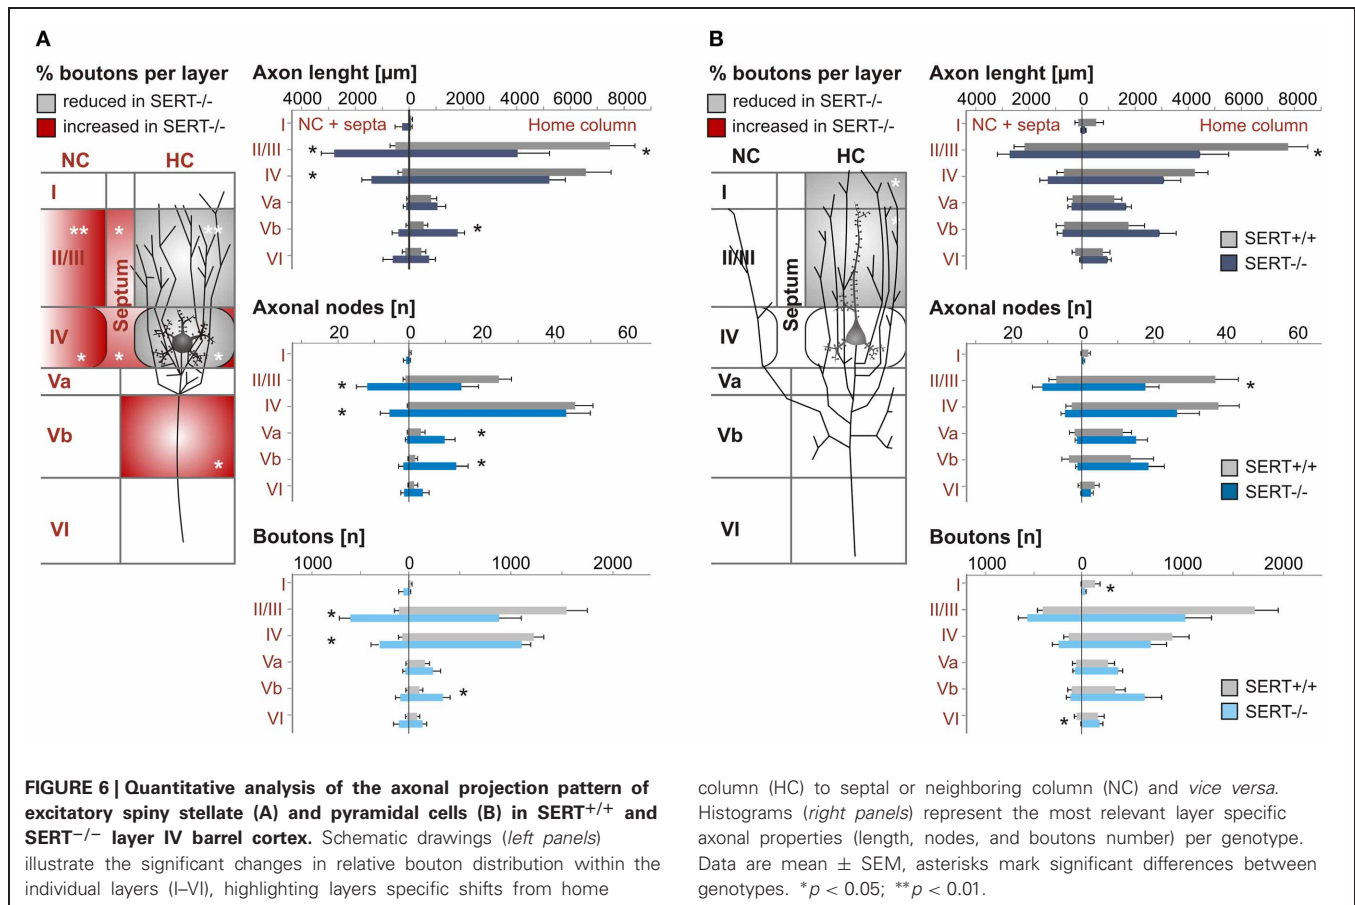 A
% boutons per layer
reduced in SERT-/-
increased in SERT-/-
NC HC
I
** * **
II/III
Septum
IV
* * *
Va
Vb
*
VI
Axon lenght [µm]
4000 2000 0 2000 4000 6000 8000
NC + septa Home column
I
* II/III *
* IV
Va
Vb *
VI
Axonal nodes [n]
20 0 20 40 60
I
II/III *
IV *
Va *
Vb *
VI
Boutons [n]
1000 0 1000 2000
I
II/III *
IV *
Va
Vb *
VI
B
% boutons per layer
reduced in SERT-/-
increased in SERT-/-
NC HC
I *
*
II/III
Septum
IV
Va
Vb
VI
Axon lenght [µm]
4000 2000 0 2000 4000 6000 8000
NC + septa Home column
I
II/III *
IV
Va
Vb
VI
SERT+/+
SERT-/-
Axonal nodes [n]
20 0 20 40 60
I
II/III *
IV
Va
Vb
VI
SERT+/+
SERT-/-
Boutons [n]
1000 0 1000 2000
I *
II/III
IV
Va
Vb
VI *
SERT+/+
SERT-/-
FIGURE 6 | Quantitative analysis of the axonal projection pattern of
excitatory spiny stellate (A) and pyramidal cells (B) in SERT+/+ and
SERT−/− layer IV barrel cortex. Schematic drawings (left panels)
illustrate the significant changes in relative bouton distribution within the
individual layers (I–VI), highlighting layers specific shifts from home
column (HC) to septal or neighboring column (NC) and vice versa.
Histograms (right panels) represent the most relevant layer specific
axonal properties (length, nodes, and boutons number) per genotype.
Data are mean ± SEM, asterisks mark significant differences between
genotypes. *p < 0.05; **p < 0.01.